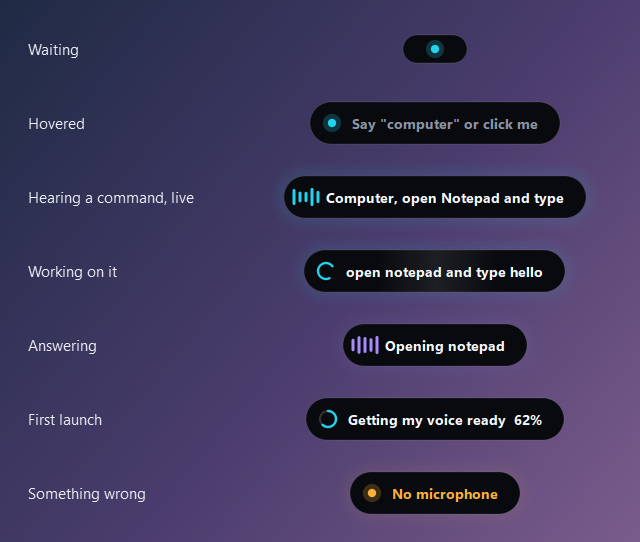 Waiting
Hovered
Say "computer" or click me
Hearing a command, live
Computer, open Notepad and type
Working on it
open notepad and type hello
Answering
Opening notepad
First launch
Getting my voice ready 62%
Something wrong
No microphone